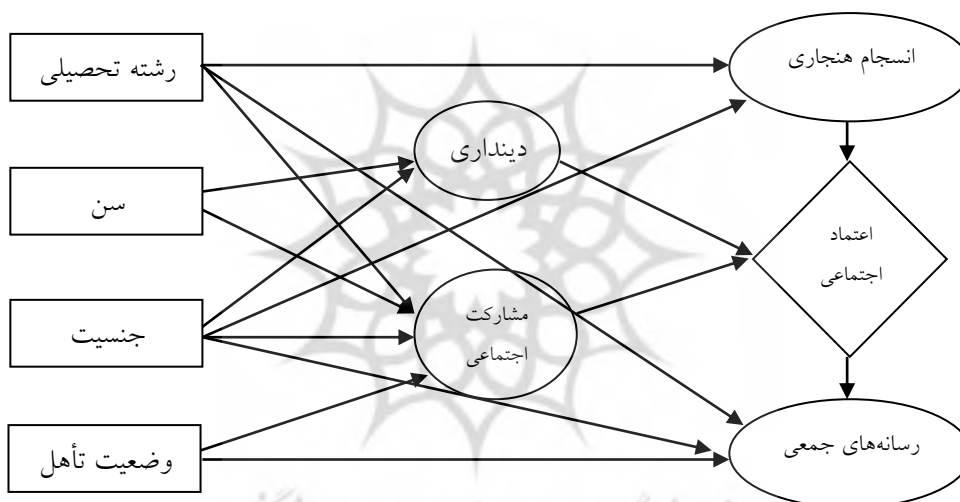 رشته تحصیلی
انسجام هنجاری
دینداری
سن
اعتماد
اجتماعی
مشارکت
اجتماعی
جنسیت
وضعیت تأهل
رسانه‌های جمعی